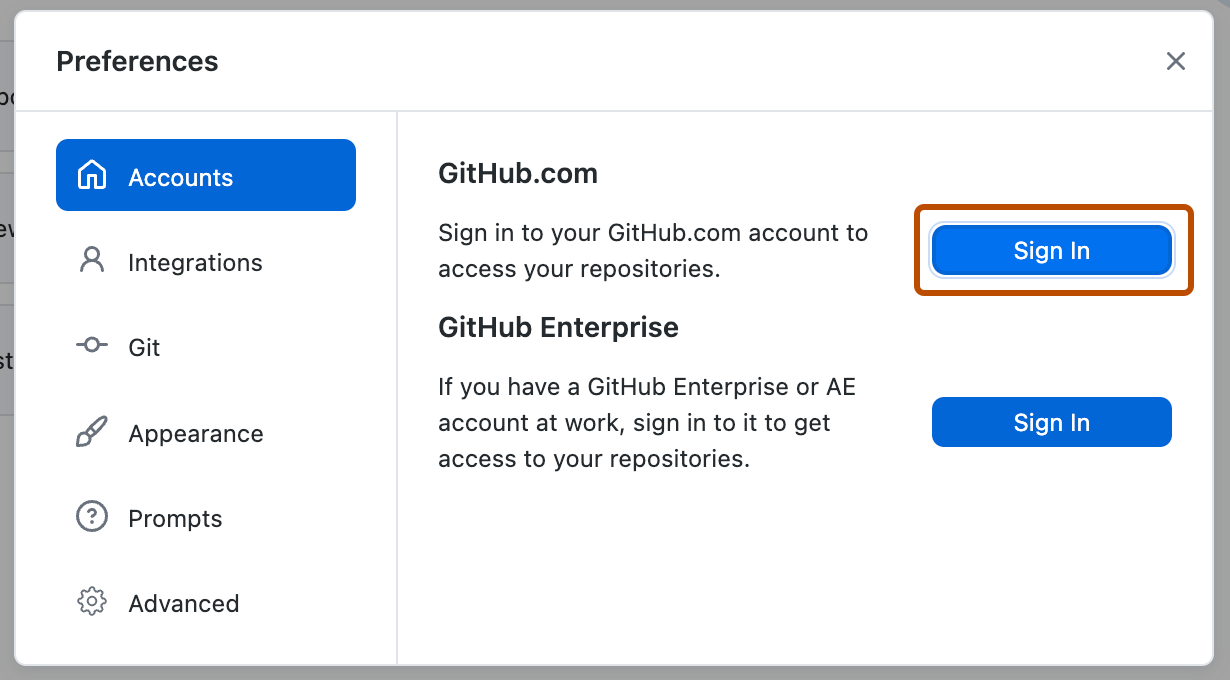 Preferences
Accounts
Integrations
Git
Appearance
Prompts
Advanced
GitHub.com
Sign in to your GitHub.com account to
access your repositories.
Sign In
GitHub Enterprise
If you have a GitHub Enterprise or AE
account at work, sign in to it to get
access to your repositories.
Sign In